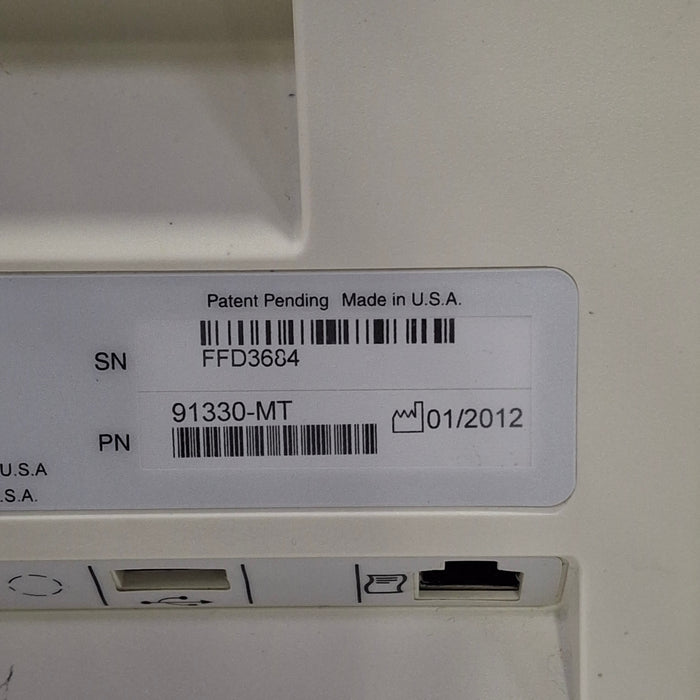 Patent Pending Made in U.S.A.
SN
FFD3684
91330-MT
01/2012
PN
U.S.A
.S.A.